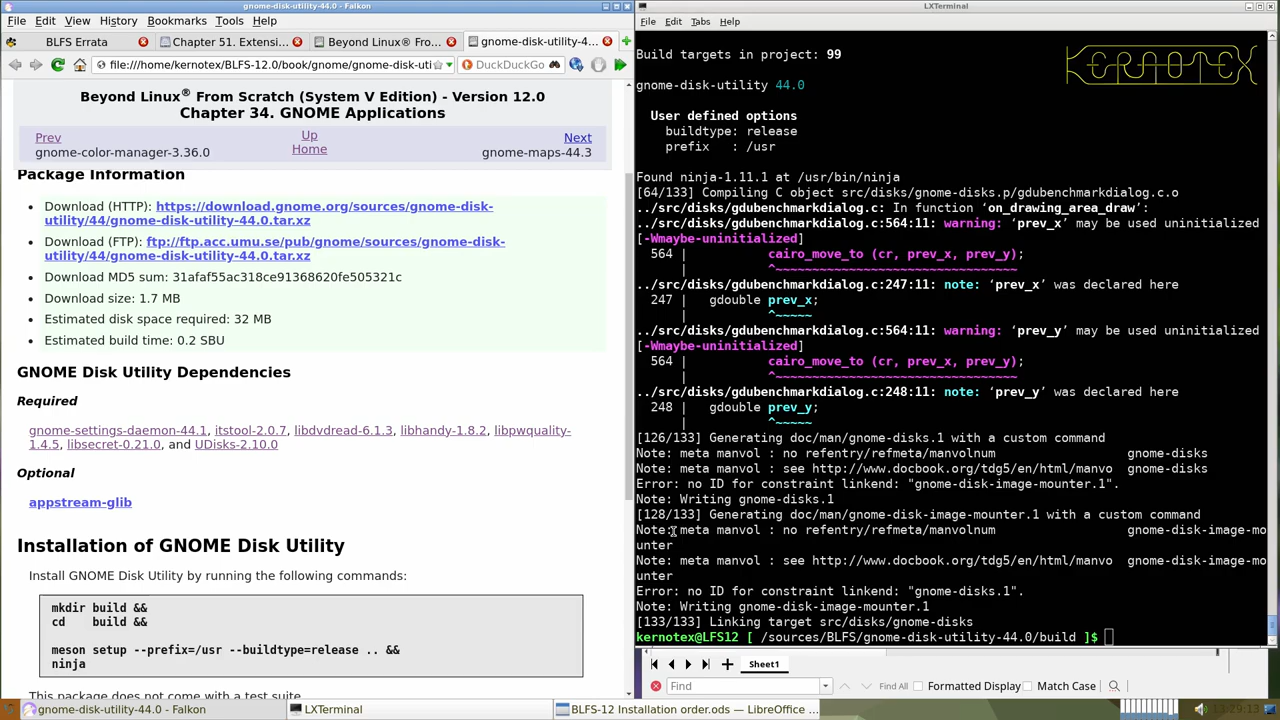 gnome-disk-utility-44.0 - Falkon
File Edit View History Bookmarks Tools Help
BLFS Errata
Chapter 51. Extensi...
Beyond Linux® Fro...
gnome-disk-utility-4...
file:///home/kernotex/BLFS-12.0/book/gnome/gnome-disk-uti
DuckDuckGo
Beyond Linux® From Scratch (System V Edition) - Version 12.0
Chapter 34. GNOME Applications
Prev Up Next
gnome-color-manager-3.36.0 Home gnome-maps-44.3
Package Information
Download (HTTP): https://download.gnome.org/sources/gnome-disk-
utility/44/gnome-disk-utility-44.0.tar.xz
Download (FTP): ftp://ftp.acc.umu.se/pub/gnome/sources/gnome-disk-
utility/44/gnome-disk-utility-44.0.tar.xz
Download MD5 sum: 31afaf55ac318ce91368620fe505321c
Download size: 1.7 MB
Estimated disk space required: 32 MB
Estimated build time: 0.2 SBU
GNOME Disk Utility Dependencies
Required
gnome-settings-daemon-44.1, itstool-2.0.7, libdvdread-6.1.3, libhandy-1.8.2, libpwquality-
1.4.5, libsecret-0.21.0, and UDisks-2.10.0
Optional
appstream-glib
Installation of GNOME Disk Utility
Install GNOME Disk Utility by running the following commands:
mkdir build &&
cd    build &&
meson setup --prefix=/usr --buildtype=release .. &&
ninja
This package does not come with a test suite.
LXTerminal
File Edit Tabs Help
KERNOTEX
Build targets in project: 99
gnome-disk-utility 44.0
User defined options
buildtype: release
prefix   : /usr
Found ninja-1.11.1 at /usr/bin/ninja
[64/133] Compiling C object src/disks/gnome-disks.p/gdubenchmarkdialog.c.o
../src/disks/gdubenchmarkdialog.c: In function ‘on_drawing_area_draw’:
../src/disks/gdubenchmarkdialog.c:564:11: warning: ‘prev_x’ may be used uninitialized
[-Wmaybe-uninitialized]
564 |           cairo_move_to (cr, prev_x, prev_y);
|           ^~~~~~~~~~~~~~~~~~~~~~~~~~~~~~~~~~
../src/disks/gdubenchmarkdialog.c:247:11: note: ‘prev_x’ was declared here
247 |   gdouble prev_x;
|           ^~~~~~
../src/disks/gdubenchmarkdialog.c:564:11: warning: ‘prev_y’ may be used uninitialized
[-Wmaybe-uninitialized]
564 |           cairo_move_to (cr, prev_x, prev_y);
|           ^~~~~~~~~~~~~~~~~~~~~~~~~~~~~~~~~~
../src/disks/gdubenchmarkdialog.c:248:11: note: ‘prev_y’ was declared here
248 |   gdouble prev_y;
|           ^~~~~~
[126/133] Generating doc/man/gnome-disks.1 with a custom command
Note: meta manvol : no refentry/refmeta/manvolnum                   gnome-disks
Note: meta manvol : see http://www.docbook.org/tdg5/en/html/manvo  gnome-disks
Error: no ID for constraint linkend: "gnome-disk-image-mounter.1".
Note: Writing gnome-disks.1
[128/133] Generating doc/man/gnome-disk-image-mounter.1 with a custom command
Note: meta manvol : no refentry/refmeta/manvolnum                   gnome-disk-image-mo
unter
Note: meta manvol : see http://www.docbook.org/tdg5/en/html/manvo  gnome-disk-image-mo
unter
Error: no ID for constraint linkend: "gnome-disks.1".
Note: Writing gnome-disk-image-mounter.1
[133/133] Linking target src/disks/gnome-disks
kernotex@LFS12 [ /sources/BLFS/gnome-disk-utility-44.0/build ]$
Sheet1
Find
Find All Formatted Display Match Case
gnome-disk-utility-44.0 - Falkon
LXTerminal
BLFS-12 Installation order.ods — LibreOffice ...
13:29:13